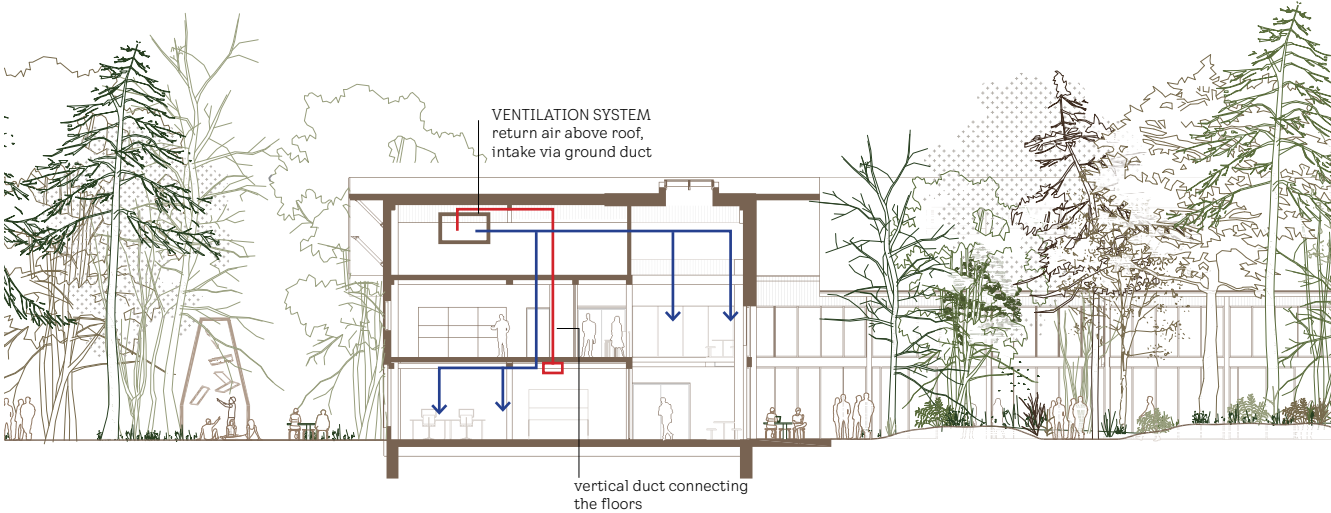 VENTILATION SYSTEM
return air above roof,
intake via ground duct
vertical duct connecting
the floors